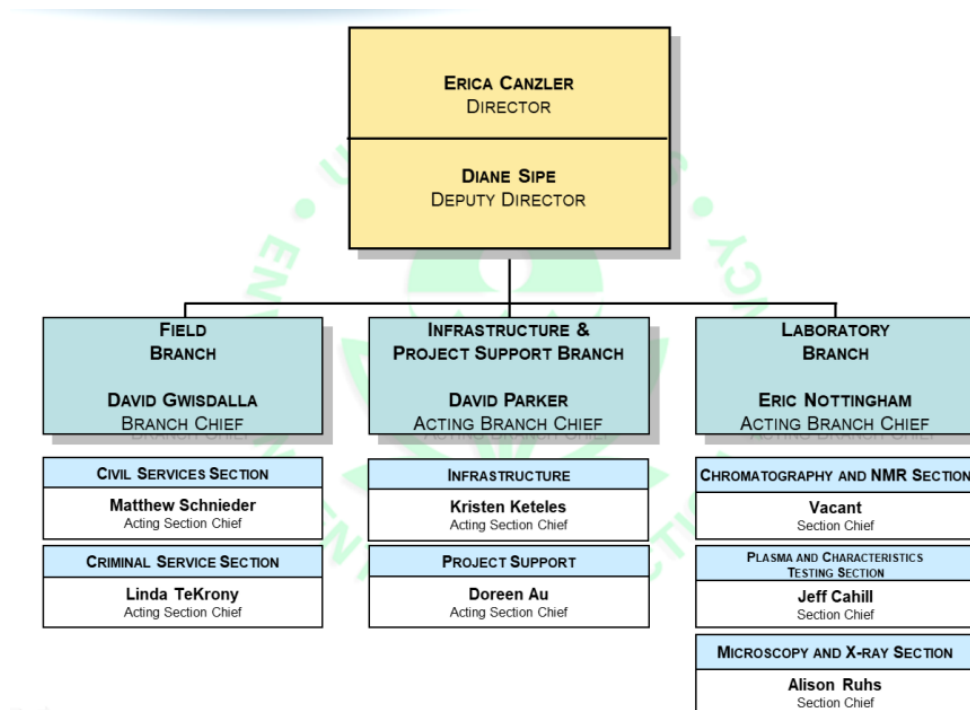 ERICA CANZLER
DIRECTOR
DIANE SIPE
DEPUTY DIRECTOR
FIELD
BRANCH
DAVID GWISDALLA
BRANCH CHIEF
INFRASTRUCTURE &
PROJECT SUPPORT BRANCH
DAVID PARKER
ACTING BRANCH CHIEF
LABORATORY
BRANCH
ERIC NOTTINGHAM
ACTING BRANCH CHIEF
CIVIL SERVICES SECTION
Matthew Schnieder
Acting Section Chief
CRIMINAL SERVICE SECTION
Linda TeKrony
Acting Section Chief
INFRASTRUCTURE
Kristen Keteles
Acting Section Chief
PROJECT SUPPORT
Doreen Au
Acting Section Chief
CHROMATOGRAPHY AND NMR SECTION
Vacant
Section Chief
PLASMA AND CHARACTERISTICS
TESTING SECTION
Jeff Cahill
Section Chief
MICROSCOPY AND X-RAY SECTION
Alison Ruhs
Section Chief